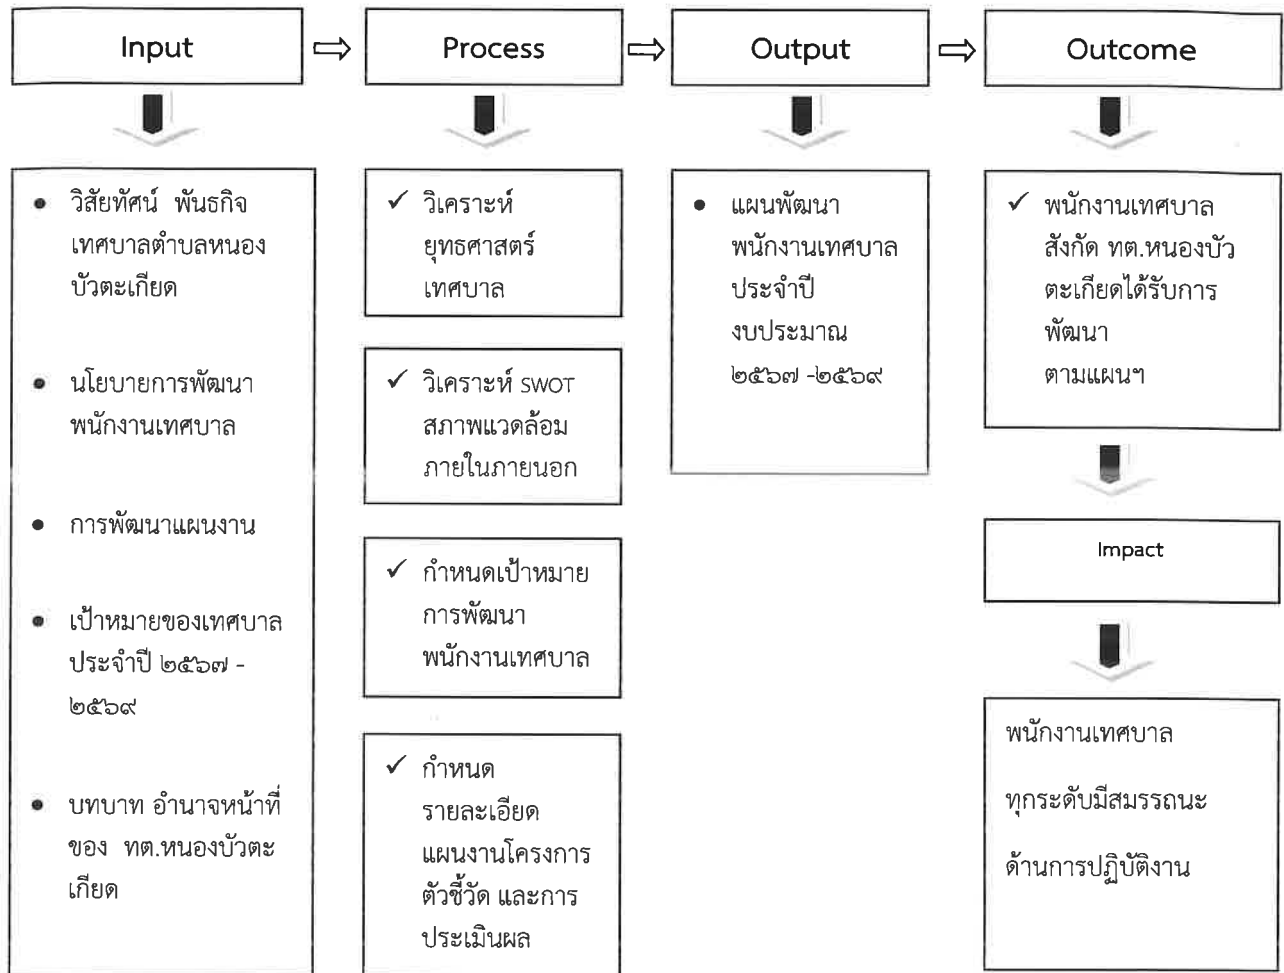 Input
Process
Output
Outcome
• วิสัยทัศน์ พันธกิจ
เทศบาลตำบลหนอง
บัวตะเกียด
• นโยบายการพัฒนา
พนักงานเทศบาล
• การพัฒนาแผนงาน
• เป้าหมายของเทศบาล
ประจำปี ๒๕๖๗ -
๒๕๖๙
• บทบาท อำนาจหน้าที่
ของ ทต.หนองบัวตะ
เกียด
✓ วิเคราะห์
ยุทธศาสตร์
เทศบาล
✓ วิเคราะห์ SWOT
สภาพแวดล้อม
ภายในภายนอก
✓ กำหนดเป้าหมาย
การพัฒนา
พนักงานเทศบาล
✓ กำหนด
รายละเอียด
แผนงานโครงการ
ตัวชี้วัด และการ
ประเมินผล
• แผนพัฒนา
พนักงานเทศบาล
ประจำปี
งบประมาณ
๒๕๖๗ -๒๕๖๙
✓ พนักงานเทศบาล
สังกัด ทต.หนองบัว
ตะเกียดได้รับการ
พัฒนา
ตามแผนฯ
Impact
พนักงานเทศบาล
ทุกระดับมีสมรรถนะ
ด้านการปฏิบัติงาน